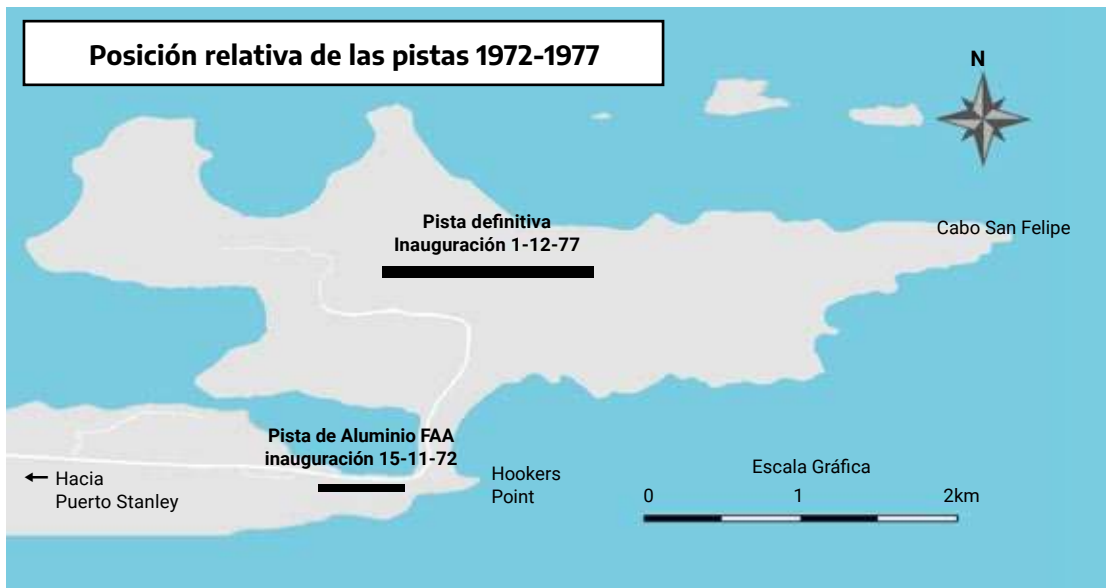 Posición relativa de las pistas 1972-1977
N
Pista definitiva
Inauguración 1-12-77
Cabo San Felipe
Pista de Aluminio FAA
inauguración 15-11-72
Hacia
Puerto Stanley
Hookers
Point
Escala Gráfica
0 1 2km